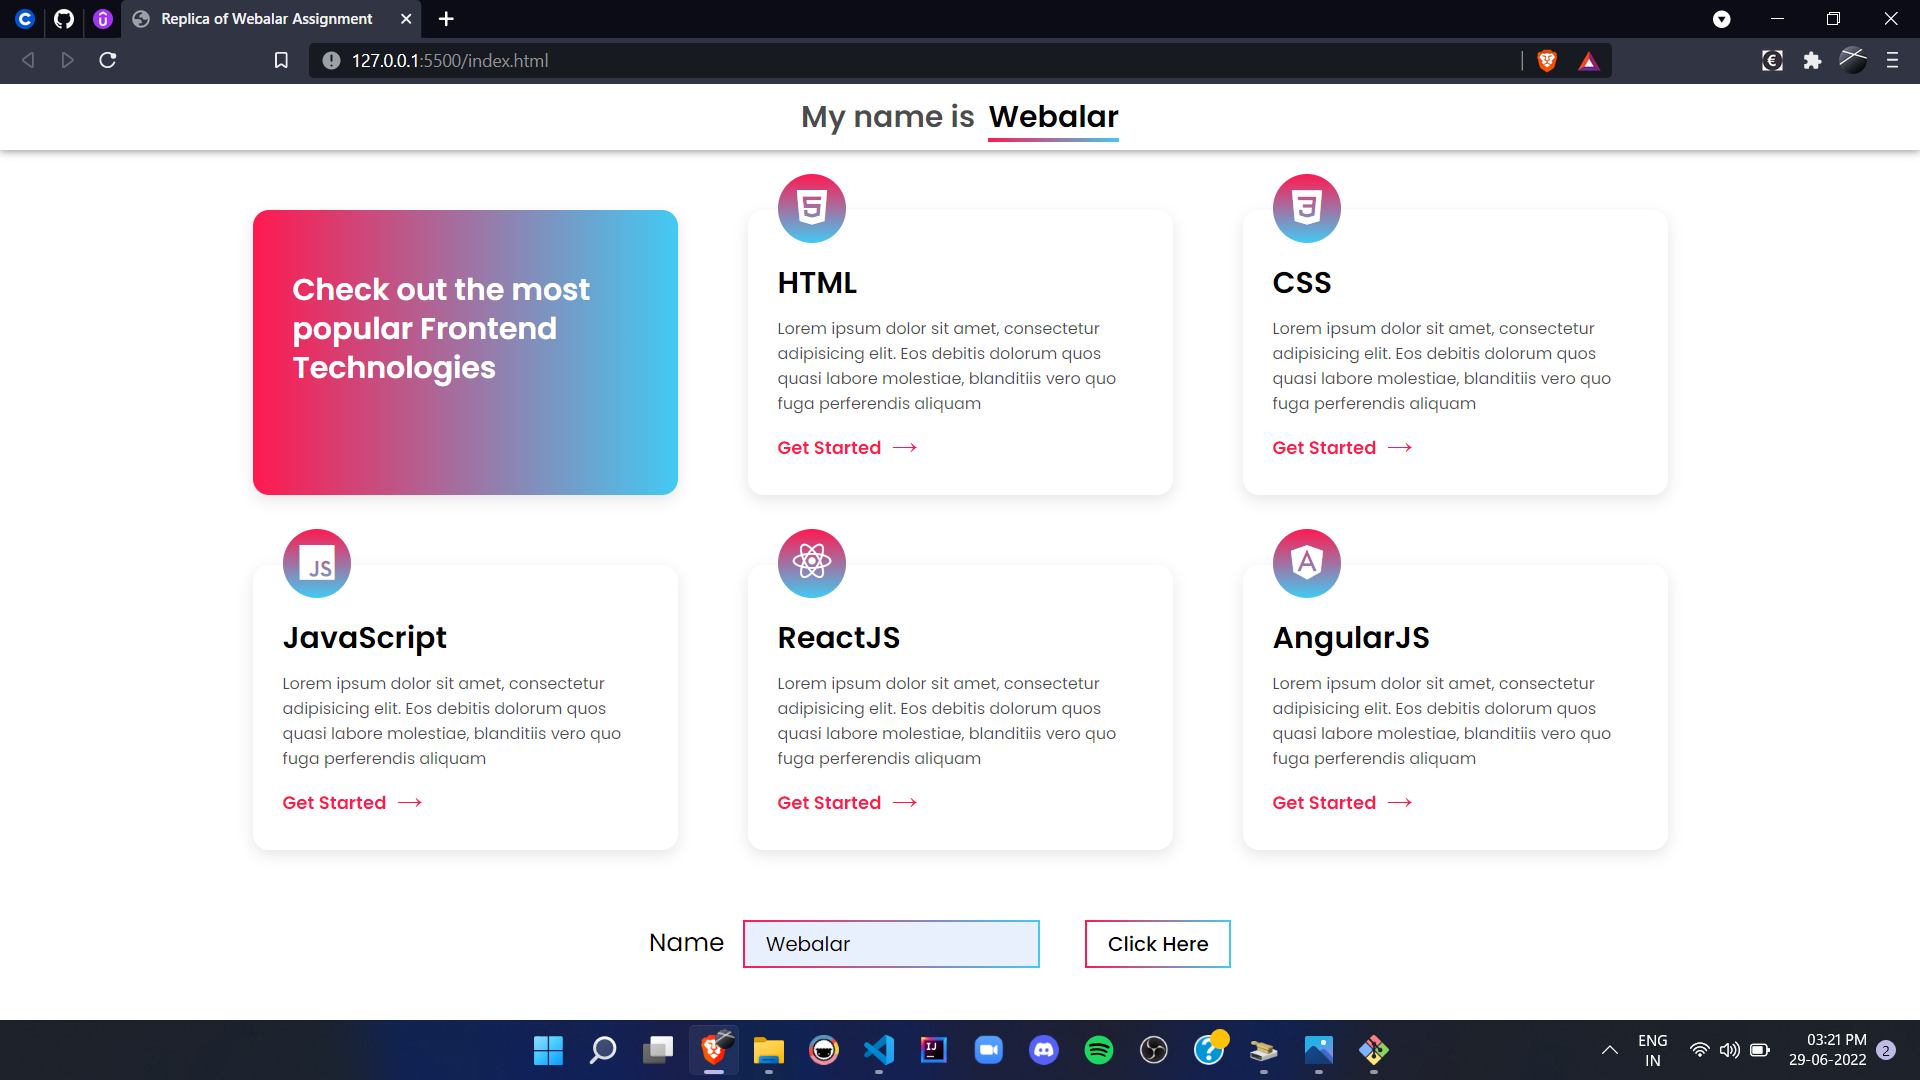 Replica of Webalar Assignment
127.0.0.1:5500/index.html
My name is Webalar
Check out the most
popular Frontend
Technologies
HTML
Lorem ipsum dolor sit amet, consectetur
adipisicing elit. Eos debitis dolorum quos
quasi labore molestiae, blanditiis vero quo
fuga perferendis aliquam
Get Started
CSS
Lorem ipsum dolor sit amet, consectetur
adipisicing elit. Eos debitis dolorum quos
quasi labore molestiae, blanditiis vero quo
fuga perferendis aliquam
Get Started
JS
JavaScript
Lorem ipsum dolor sit amet, consectetur
adipisicing elit. Eos debitis dolorum quos
quasi labore molestiae, blanditiis vero quo
fuga perferendis aliquam
Get Started
ReactJS
Lorem ipsum dolor sit amet, consectetur
adipisicing elit. Eos debitis dolorum quos
quasi labore molestiae, blanditiis vero quo
fuga perferendis aliquam
Get Started
AngularJS
Lorem ipsum dolor sit amet, consectetur
adipisicing elit. Eos debitis dolorum quos
quasi labore molestiae, blanditiis vero quo
fuga perferendis aliquam
Get Started
Name Webalar Click Here
IJ
ENG
IN
03:21 PM
29-06-2022
2